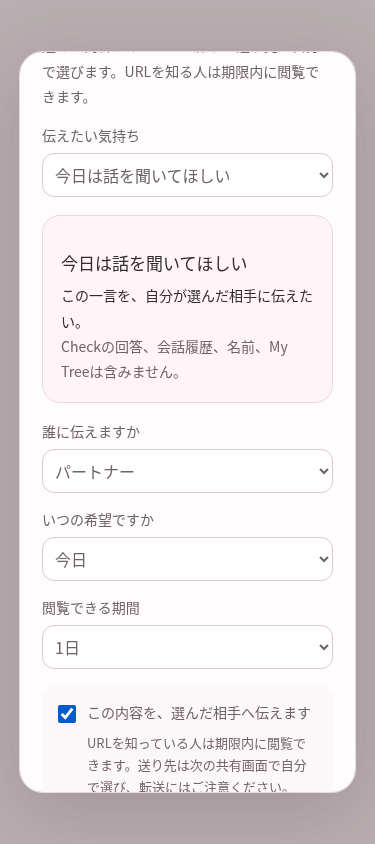 で選びます。URLを知る人は期限内に閲覧で
きます。
伝えたい気持ち
今日は話を聞いてほしい
今日は話を聞いてほしい
この一言を、自分が選んだ相手に伝えた
い。
Checkの回答、会話履歴、名前、My
Treeは含みません。
誰に伝えますか
パートナー
いつの希望ですか
今日
閲覧できる期間
1日
この内容を、選んだ相手へ伝えます
URLを知っている人は期限内に閲覧で
きます。送り先は次の共有画面で自分
で選び、転送にはご注意ください。